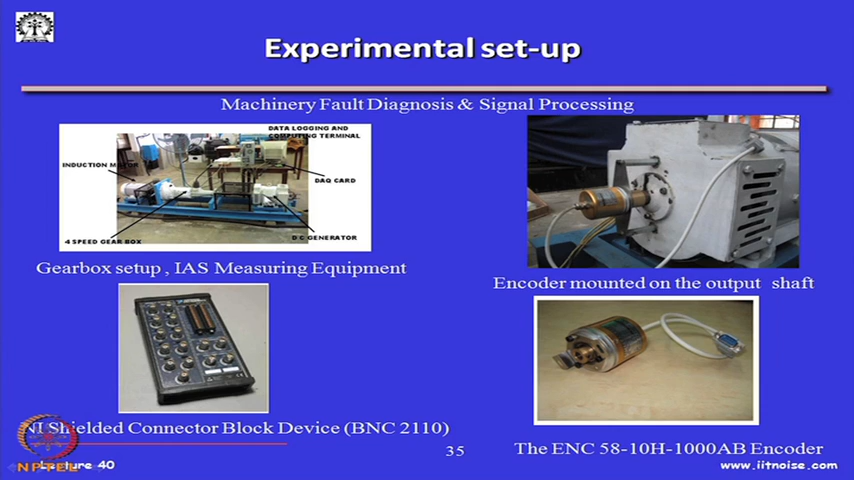 Experimental set-up
Machinery Fault Diagnosis & Signal Processing
DATA LOGGING AND
COMPUTING TERMINAL
INDUCTION MOTOR
DAQ CARD
4 SPEED GEAR BOX
D C GENERATOR
Gearbox setup , IAS Measuring Equipment
Encoder mounted on the output shaft
NI Shielded Connector Block Device (BNC 2110)
The ENC 58-10H-1000AB Encoder
35
NPTEL
Lecture 40
www.iitnoise.com